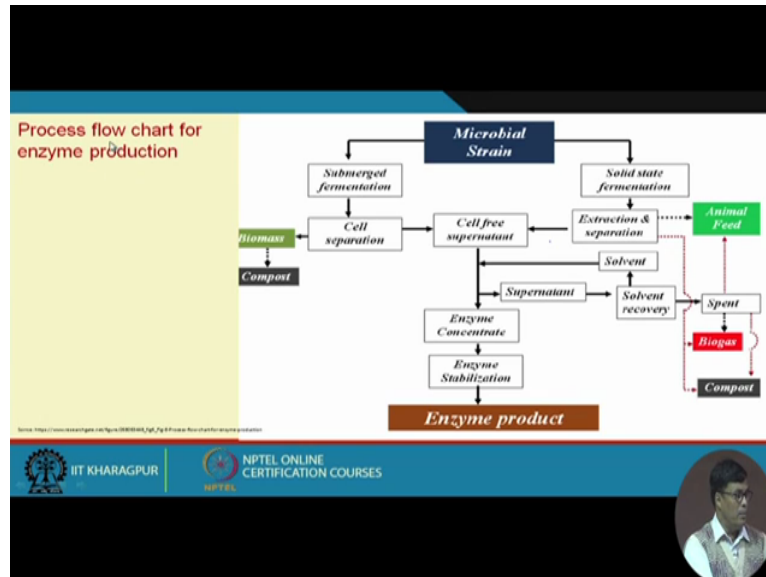 Process flow chart for
enzyme production
Microbial
Strain
Submerged
fermentation
Solid state
fermentation
Cell
separation
Cell free
supernatant
Extraction &
separation
Animal
Feed
Biomass
Compost
Solvent
Supernatant
Solvent
recovery
Spent
Enzyme
Concentrate
Biogas
Enzyme
Stabilization
Compost
Enzyme product
IIT KHARAGPUR
NPTEL
NPTEL ONLINE
CERTIFICATION COURSES